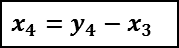 x₄ = y₄ − x₃